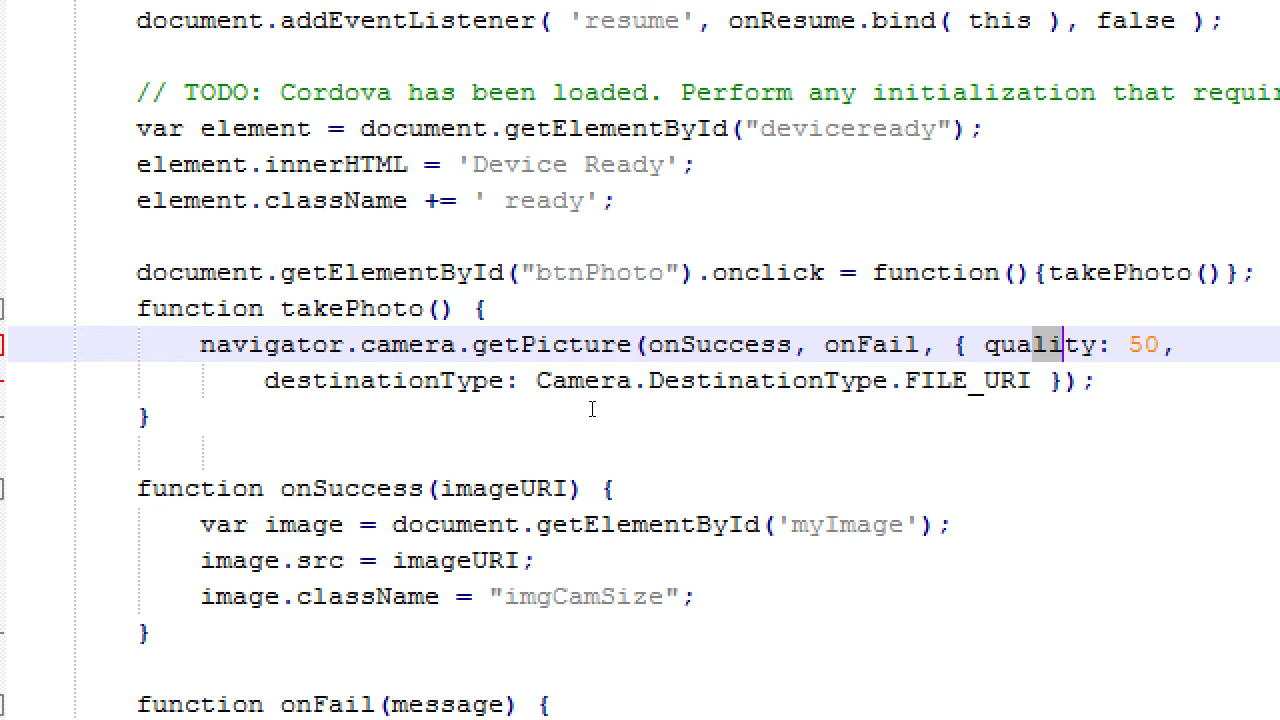 document.addEventListener( 'resume', onResume.bind( this ), false );
// TODO: Cordova has been loaded. Perform any initialization that
var element = document.getElementById("deviceready");
element.innerHTML = 'Device Ready';
element.className += ' ready';
document.getElementById("btnPhoto").onclick = function(){takePhoto()};
function takePhoto() {
navigator.camera.getPicture(onSuccess, onFail, { quality: 50,
destinationType: Camera.DestinationType.FILE_URI });
}
function onSuccess(imageURI) {
var image = document.getElementById('myImage');
image.src = imageURI;
image.className = "imgCamSize";
}
function onFail(message) {